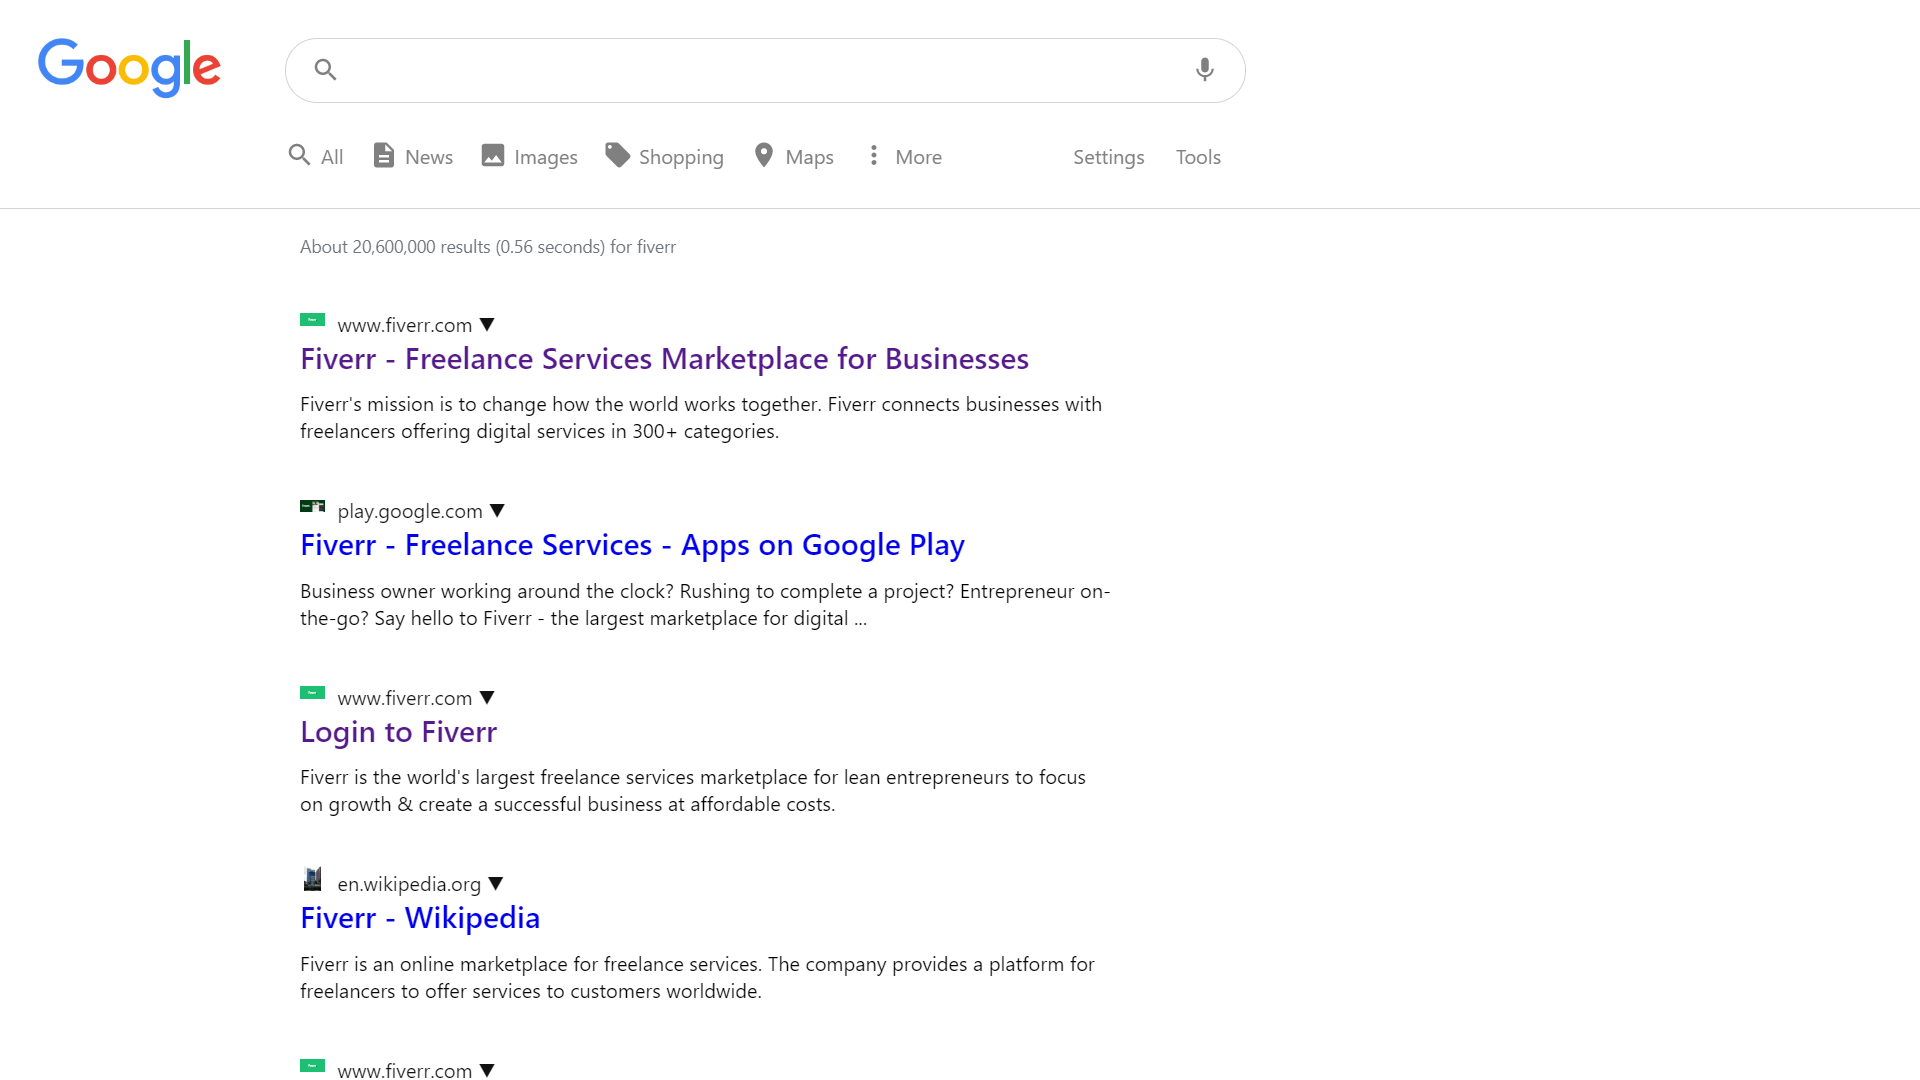 Google
All News Images Shopping Maps More Settings Tools
About 20,600,000 results (0.56 seconds) for fiverr
www.fiverr.com ▼
Fiverr - Freelance Services Marketplace for Businesses
Fiverr's mission is to change how the world works together. Fiverr connects businesses with
freelancers offering digital services in 300+ categories.
play.google.com ▼
Fiverr - Freelance Services - Apps on Google Play
Business owner working around the clock? Rushing to complete a project? Entrepreneur on-
the-go? Say hello to Fiverr - the largest marketplace for digital ...
www.fiverr.com ▼
Login to Fiverr
Fiverr is the world's largest freelance services marketplace for lean entrepreneurs to focus
on growth & create a successful business at affordable costs.
en.wikipedia.org ▼
Fiverr - Wikipedia
Fiverr is an online marketplace for freelance services. The company provides a platform for
freelancers to offer services to customers worldwide.
www.fiverr.com ▼